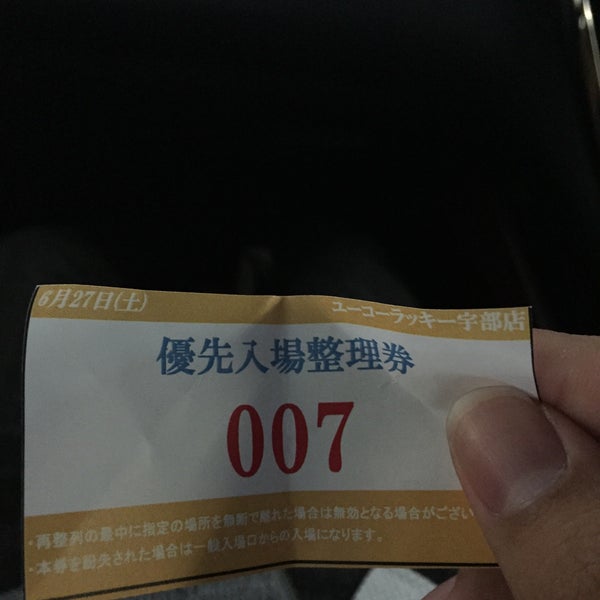 6月27日(土)
ユーコーラッキー宇部店
優先入場整理券
007
・再整列の最中に指定の場所を無断で離れた場合は無効となる場合がござい
・本券を紛失された場合は一般入場口からの入場になります。